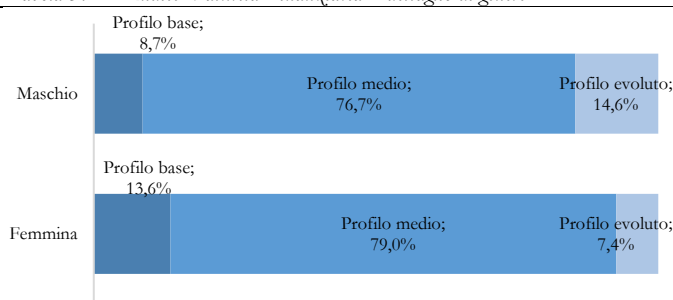 Profilo base;
8,7%
Maschio
Profilo medio;
76,7%
Profilo evoluto;
14,6%
Profilo base;
13,6%
Femmina
Profilo medio;
79,0%
Profilo evoluto;
7,4%